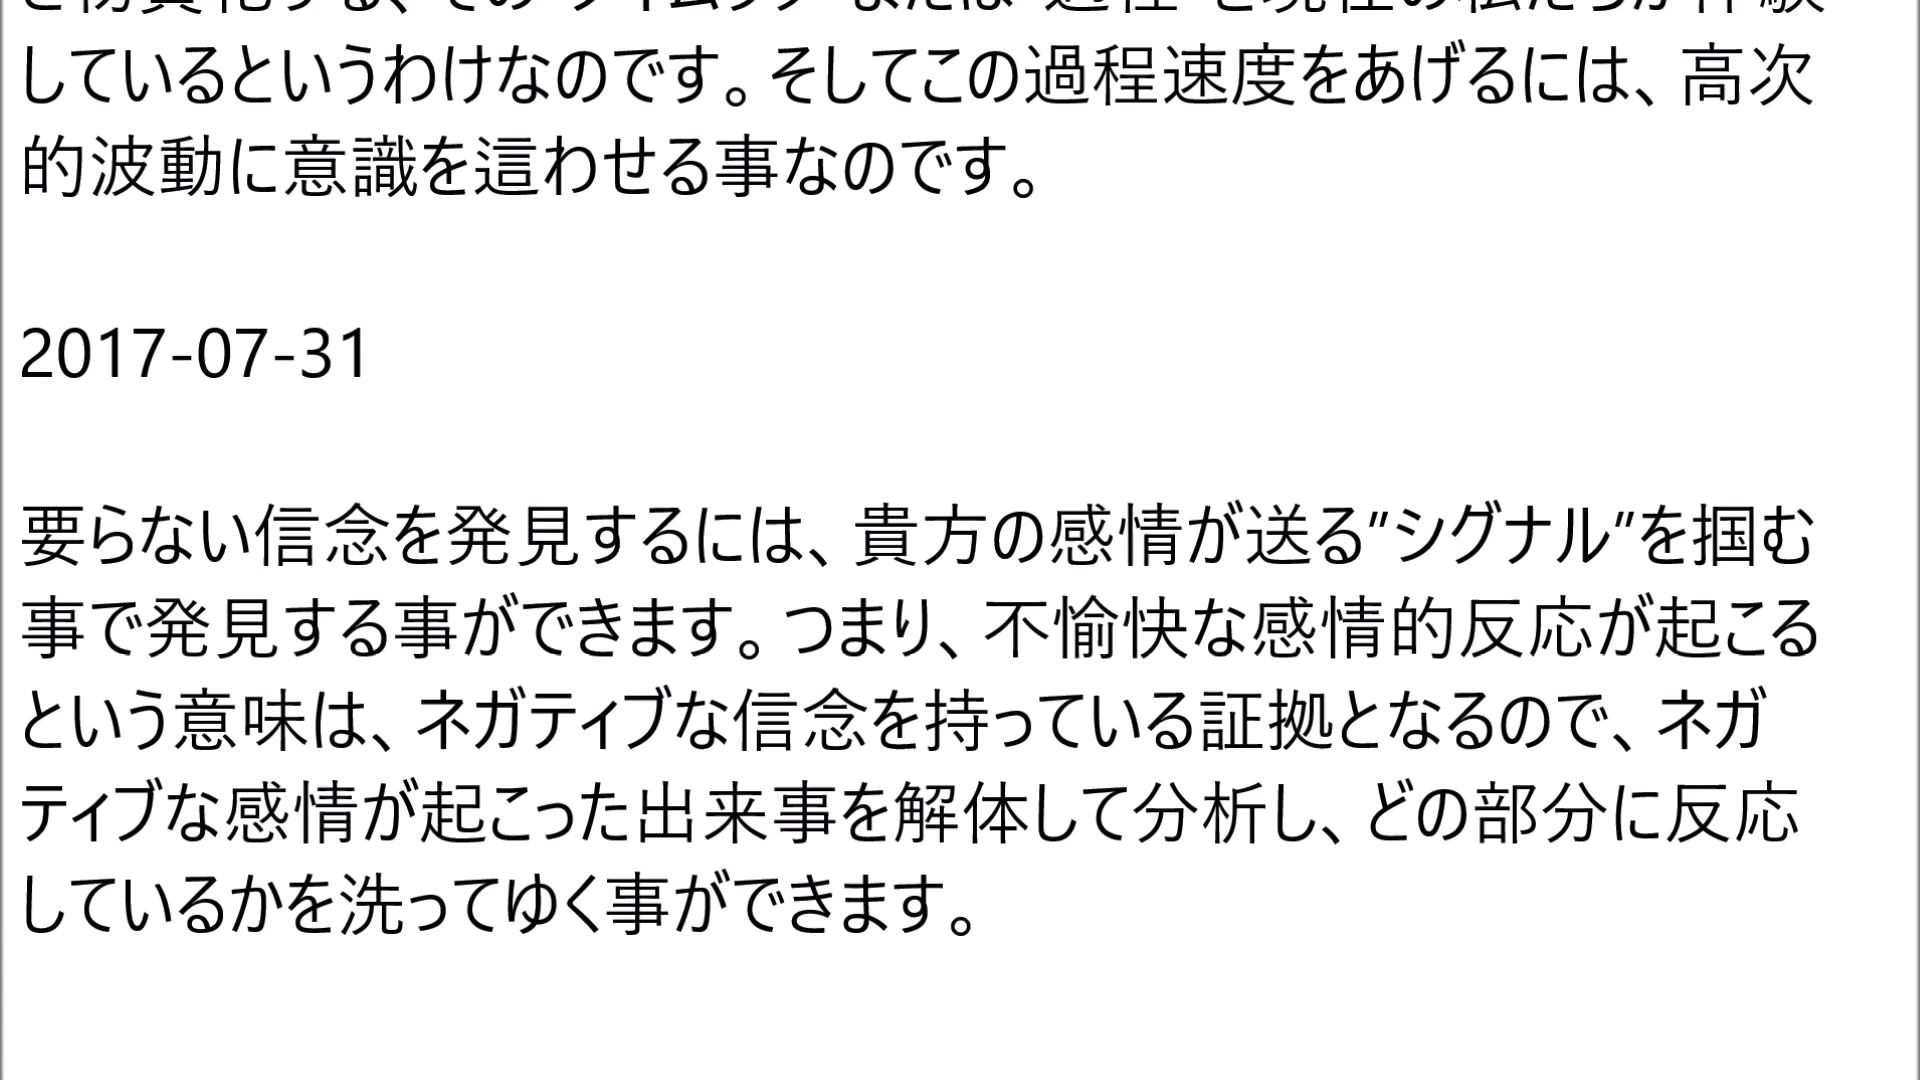 しているというわけなのです。そしてこの過程速度をあげるには、高次
的波動に意識を這わせる事なのです。
2017-07-31
要らない信念を発見するには、貴方の感情が送る”シグナル”を掴む
事で発見する事ができます。つまり、不愉快な感情的反応が起こる
という意味は、ネガティブな信念を持っている証拠となるので、ネガ
ティブな感情が起こった出来事を解体して分析し、どの部分に反応
しているかを洗ってゆく事ができます。